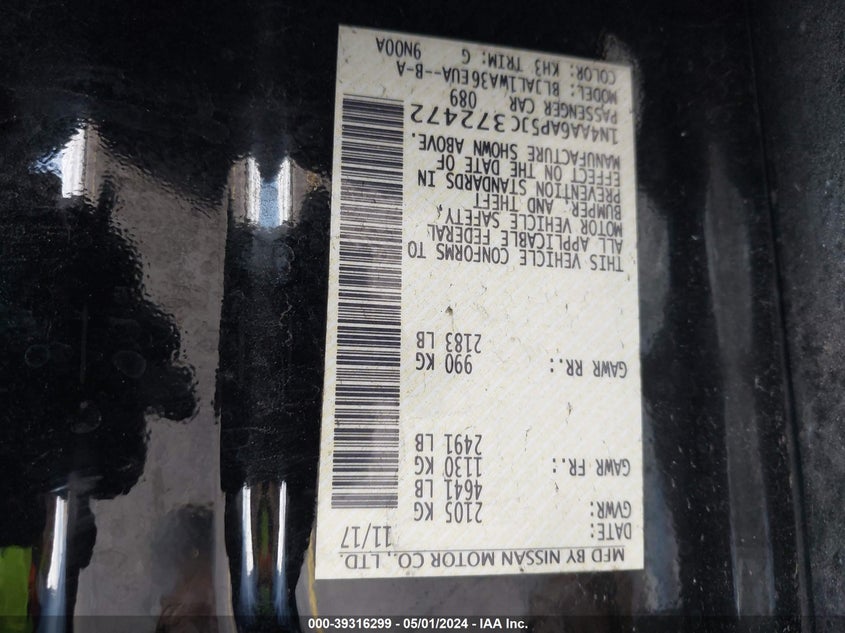 MFD BY NISSAN MOTOR CO., LTD.
DATE: 11/17
GVWR: 2105 KG
4641 LB
GAWR FR.: 1130 KG
2491 LB
GAWR RR.: 990 KG
2183 LB
THIS VEHICLE CONFORMS TO
ALL APPLICABLE FEDERAL
MOTOR VEHICLE SAFETY,
BUMPER, AND THEFT
PREVENTION STANDARDS IN
EFFECT ON THE DATE OF
MANUFACTURE SHOWN ABOVE.
1N4AA6AP5JC372472
PASSENGER CAR 089
MODEL: BLJALIWA36EUA--B-A
COLOR: KH3 TRIM: G 9N00A
000-39316299 - 05/01/2024 - IAA Inc.